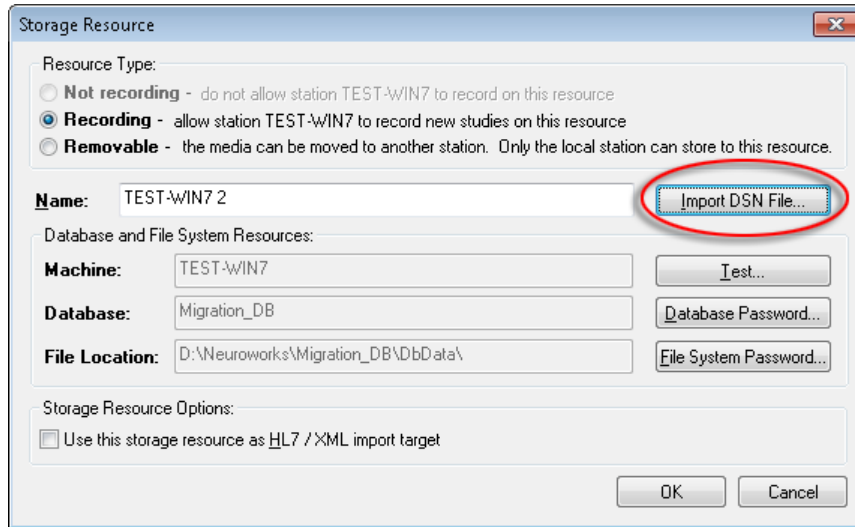 Storage Resource
Resource Type:
Not recording - do not allow station TEST-WIN7 to record on this resource
Recording - allow station TEST-WIN7 to record new studies on this resource
Removable - the media can be moved to another station. Only the local station can store to this resource.
Name: TEST-WIN7 2 Import DSN File...
Database and File System Resources:
Machine: TEST-WIN7 Test...
Database: Migration_DB Database Password...
File Location: D:\Neuroworks\Migration_DB\DbData\ File System Password...
Storage Resource Options:
Use this storage resource as HL7 / XML import target
OK Cancel